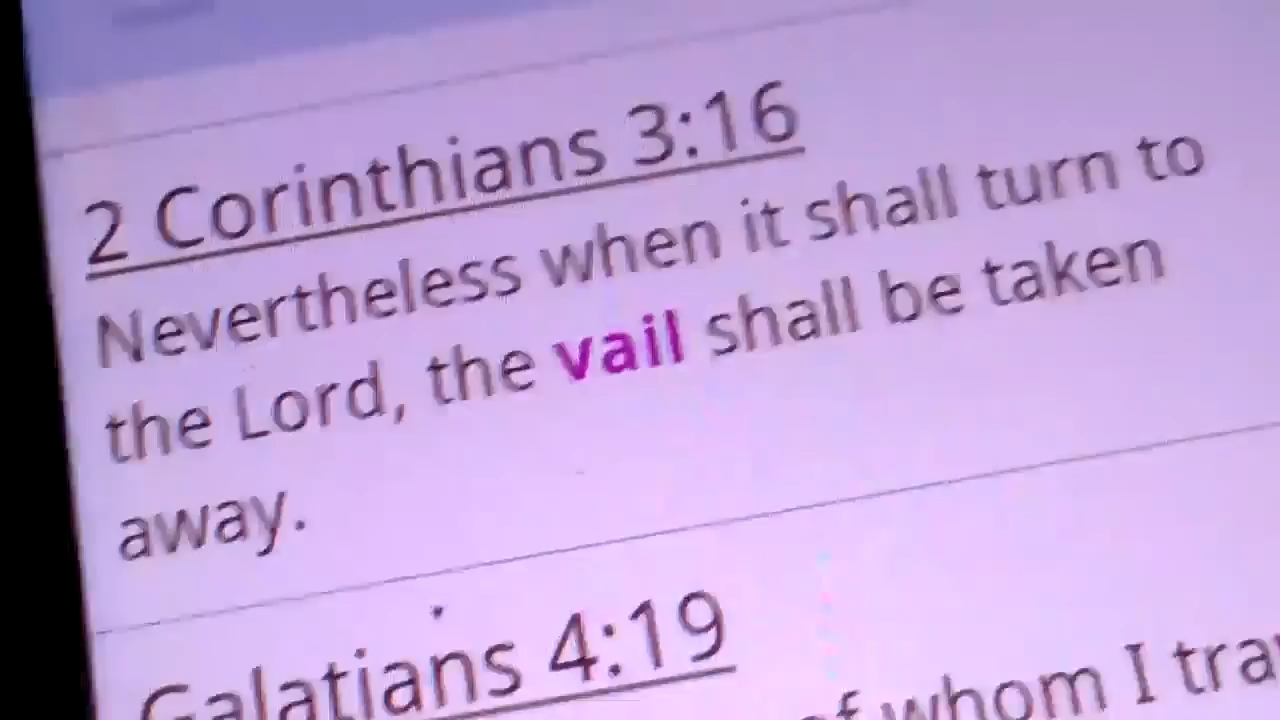 2 Corinthians 3:16
Nevertheless when it shall turn to
the Lord, the vail shall be taken
away.
Galatians 4:19
of whom I